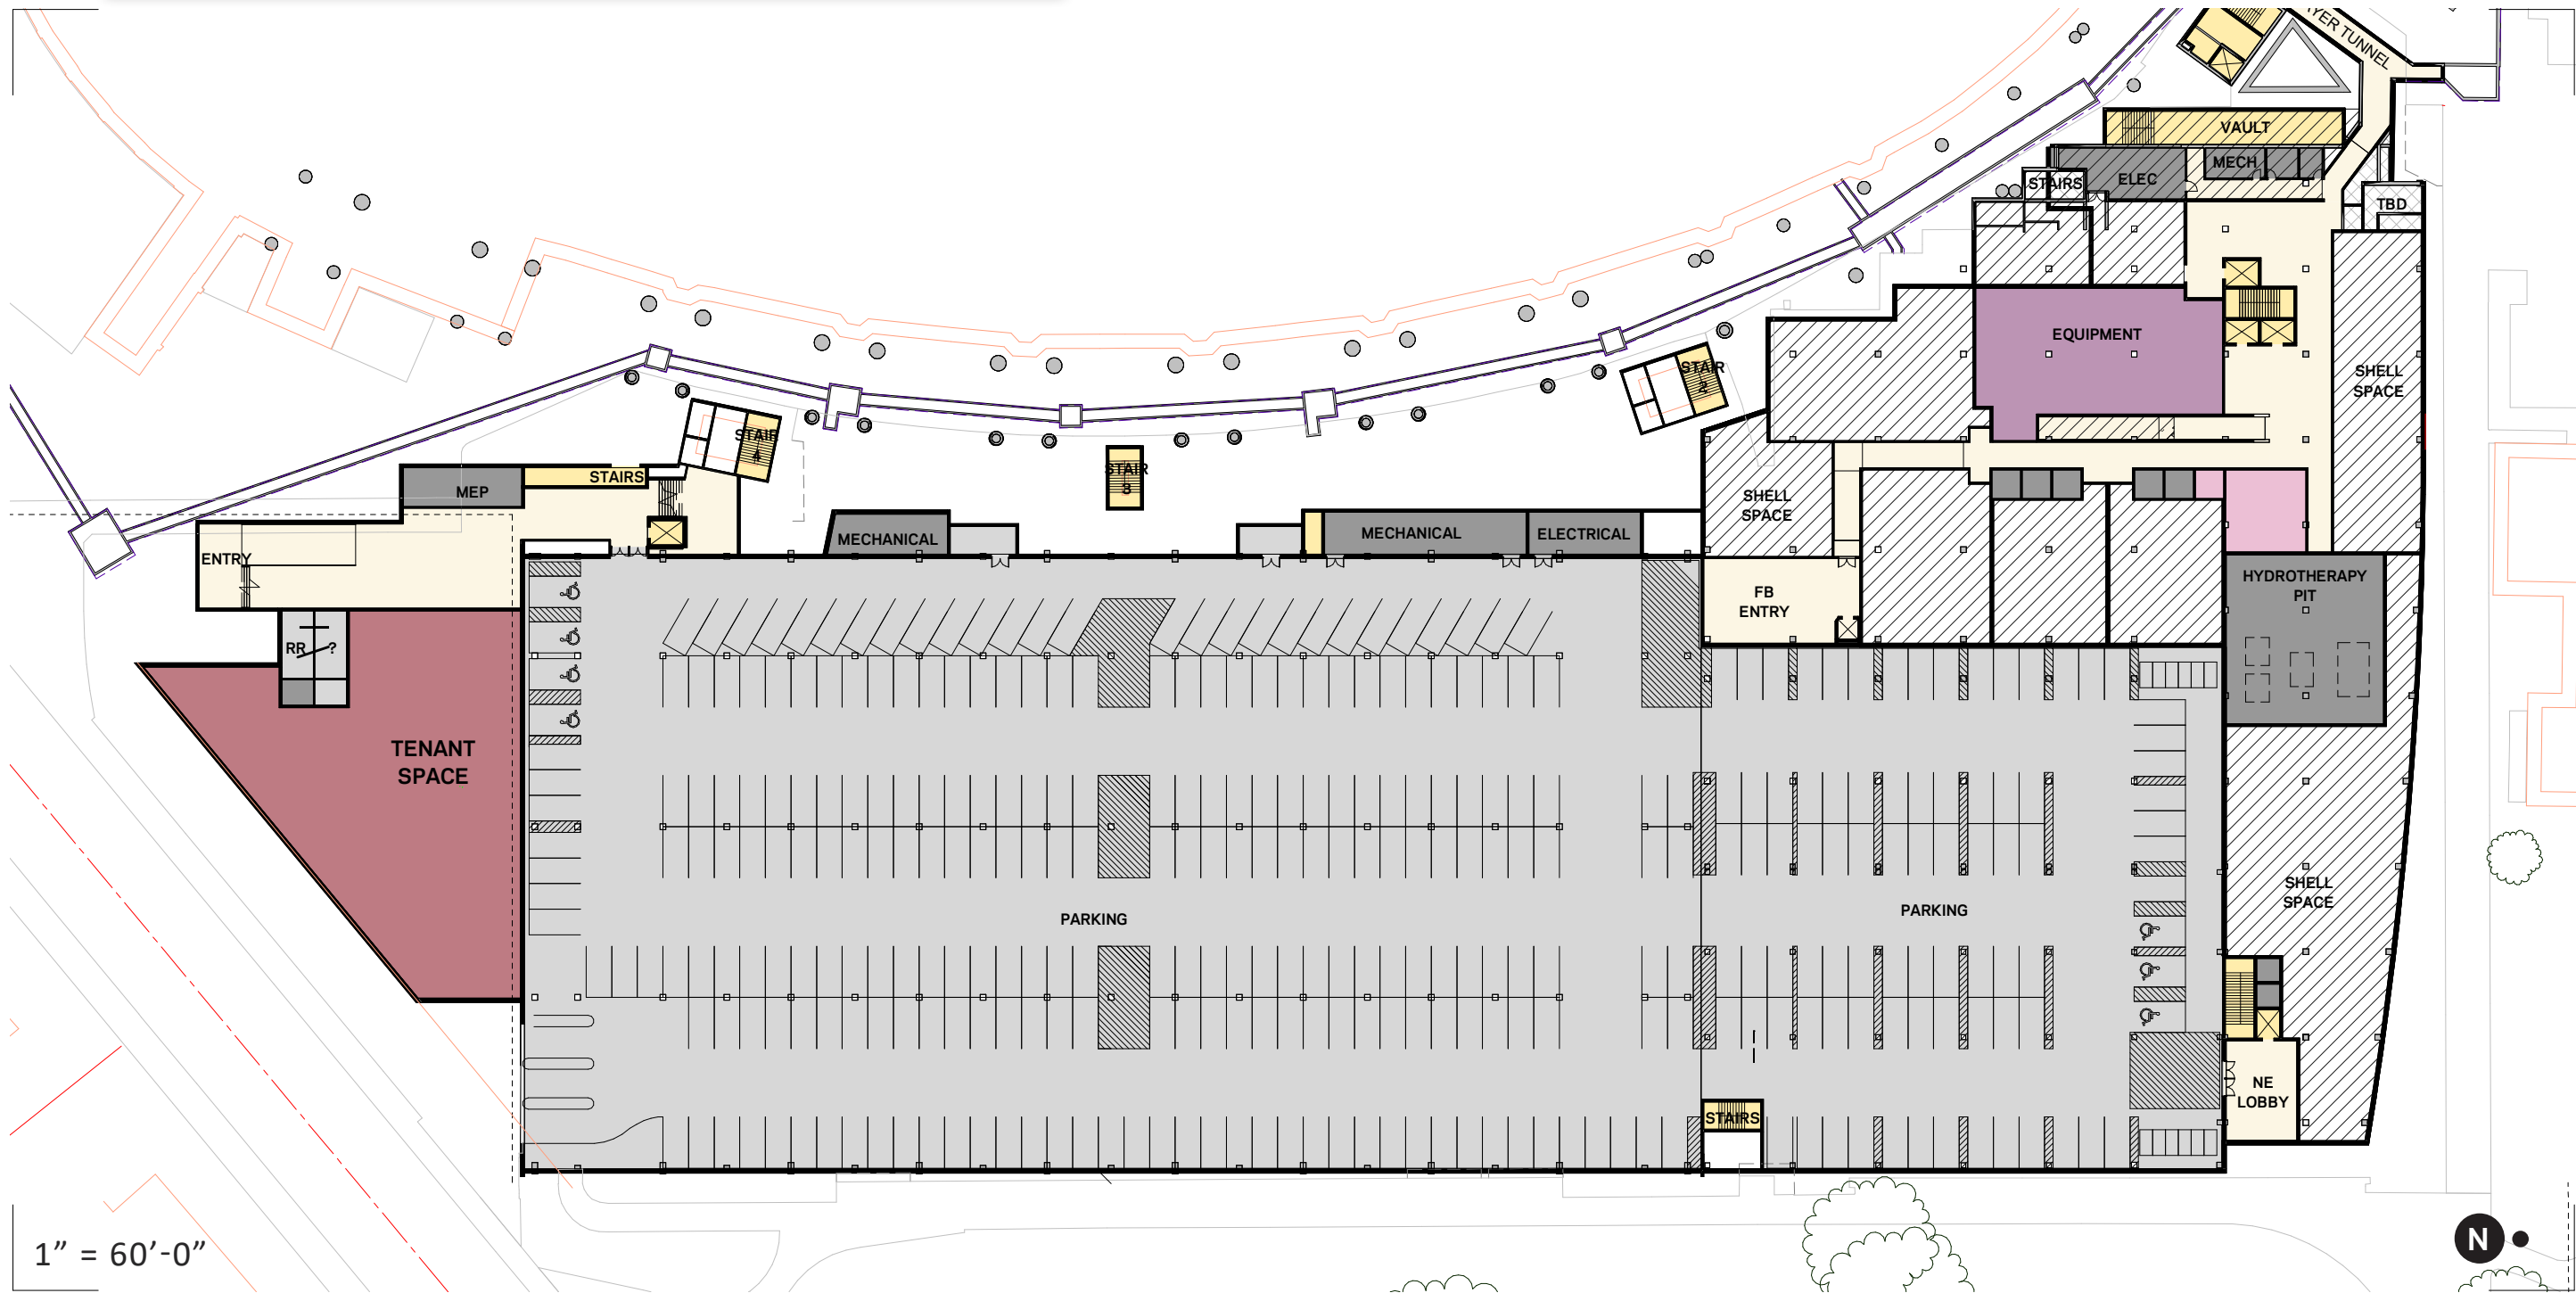 YER TUNNEL
VAULT
MECH
ELEC
STAIRS
TBD
EQUIPMENT
SHELL
SPACE
STAIR
2
STAIR
4
STAIR
3
STAIRS
MEP
SHELL
SPACE
MECHANICAL
MECHANICAL
ELECTRICAL
ENTRY
HYDROTHERAPY
PIT
FB
ENTRY
RR ?
TENANT
SPACE
PARKING
PARKING
SHELL
SPACE
NE
LOBBY
STAIRS
1” = 60’-0”
N